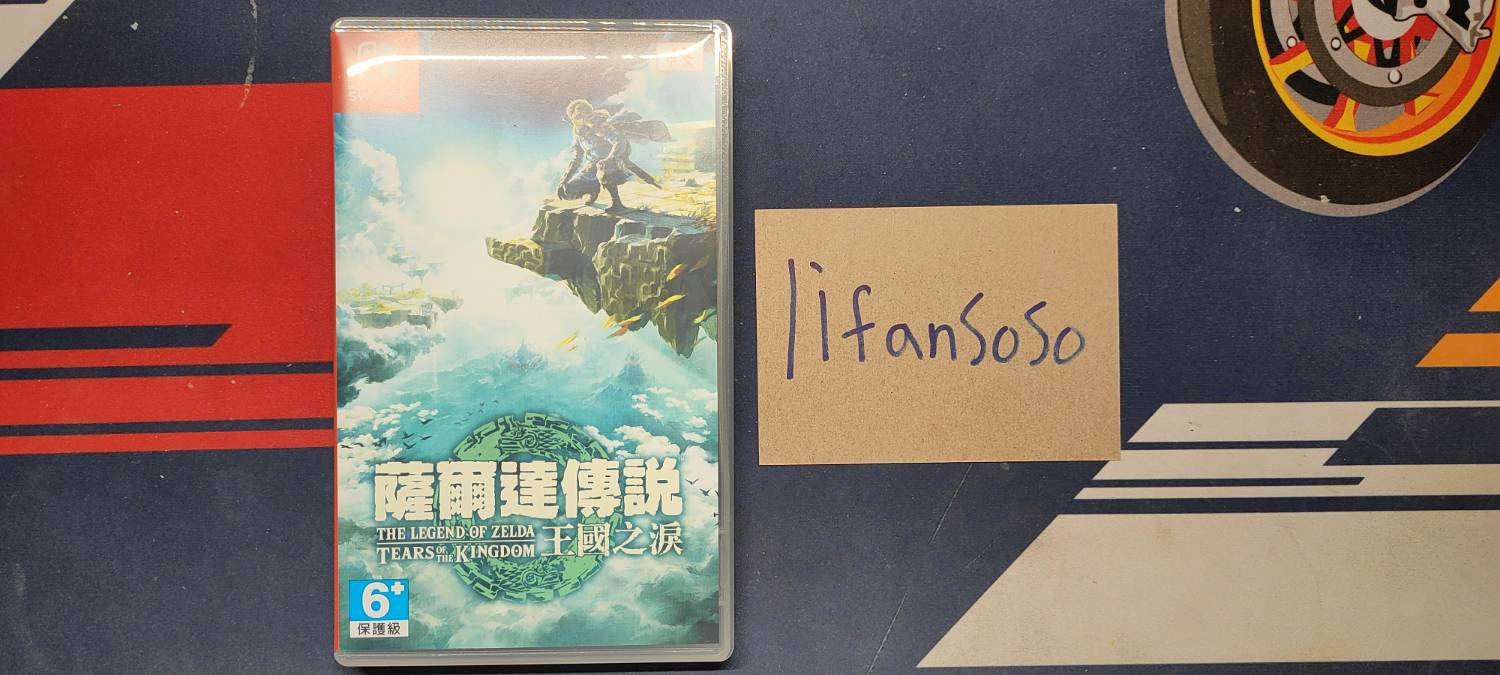 薩爾達傳說
THE LEGEND OF ZELDA
TEARS OF THE KINGDOM 王國之淚
6+
保護級
lifansoso